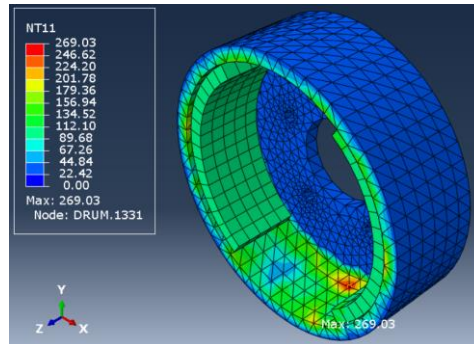 NT11
269.03
246.62
224.20
201.78
179.36
156.94
134.52
112.10
89.68
67.26
44.84
22.42
0.00
Max: 269.03
Node: DRUM.1331
Max: 269.03
Y
Z
X